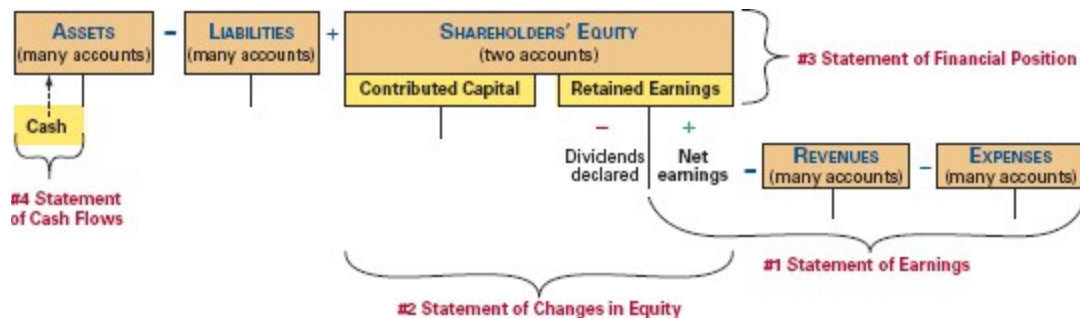 ASSETS - LIABILITIES + SHAREHOLDERS' EQUITY
(many accounts) (many accounts) (two accounts)
#3 Statement of Financial Position
Contributed Capital Retained Earnings
Cash
- +
Dividends declared Net earnings - REVENUES - EXPENSES
(many accounts) (many accounts)
#4 Statement
of Cash Flows
#1 Statement of Earnings
#2 Statement of Changes in Equity